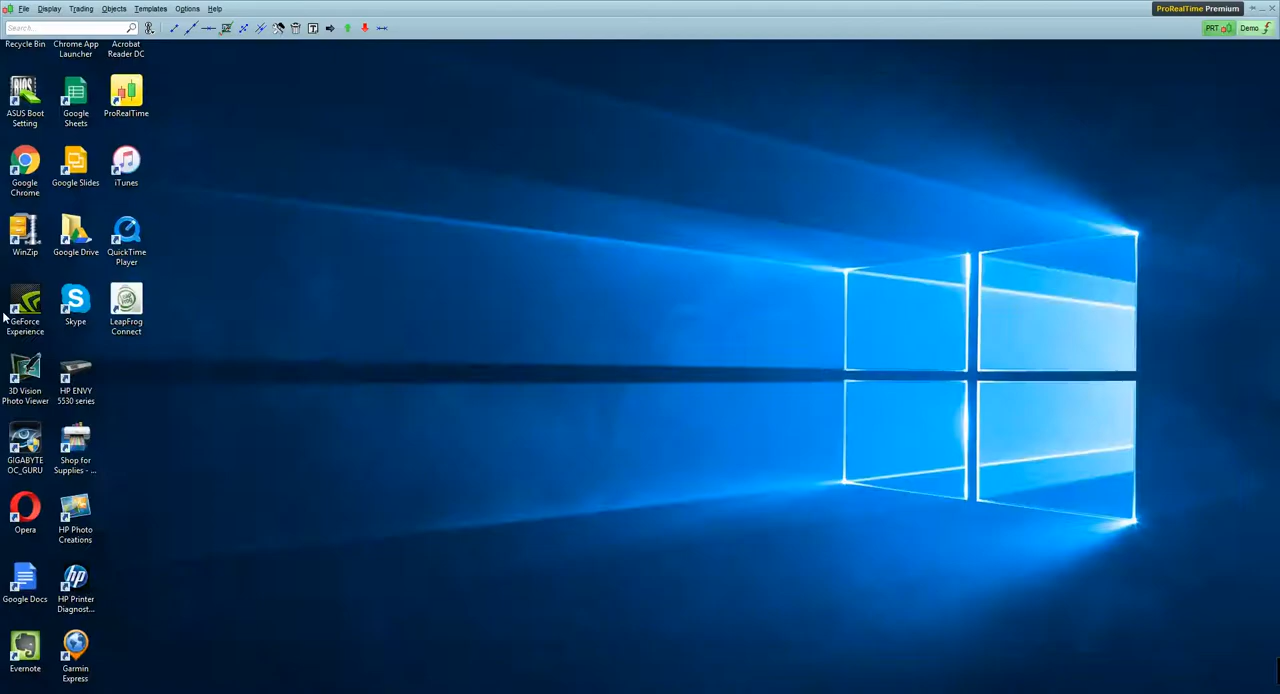 File Display Trading Objects Templates Options Help
ProRealTime Premium
Search...
PRT Demo
Recycle Bin
Chrome App
Launcher
Acrobat
Reader DC
ASUS Boot
Setting
Google
Sheets
ProRealTime
Google
Chrome
Google Slides
iTunes
WinZip
Google Drive
QuickTime
Player
GeForce
Experience
Skype
LeapFrog
Connect
3D Vision
Photo Viewer
HP ENVY
5530 series
GIGABYTE
OC_GURU
Shop for
Supplies - ...
Opera
HP Photo
Creations
Google Docs
HP Printer
Diagnost...
Evernote
Garmin
Express